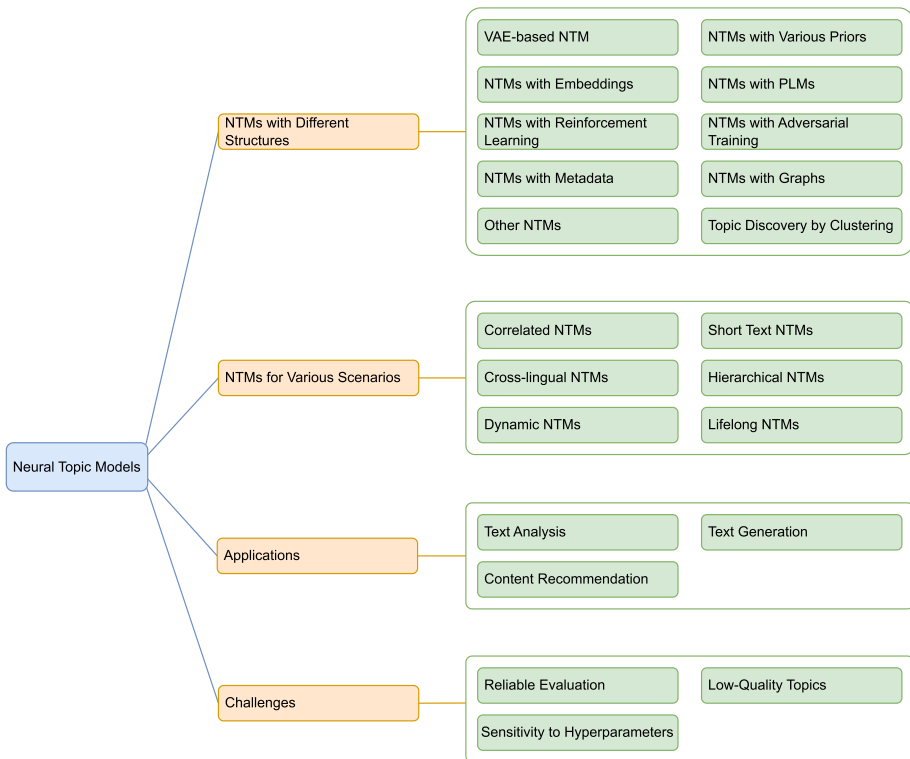 Neural Topic Models
NTMs with Different
Structures
VAE-based NTM
NTMs with Various Priors
NTMs with Embeddings
NTMs with PLMs
NTMs with Reinforcement
Learning
NTMs with Adversarial
Training
NTMs with Metadata
NTMs with Graphs
Other NTMs
Topic Discovery by Clustering
NTMs for Various Scenarios
Correlated NTMs
Short Text NTMs
Cross-lingual NTMs
Hierarchical NTMs
Dynamic NTMs
Lifelong NTMs
Applications
Text Analysis
Text Generation
Content Recommendation
Challenges
Reliable Evaluation
Low-Quality Topics
Sensitivity to Hyperparameters